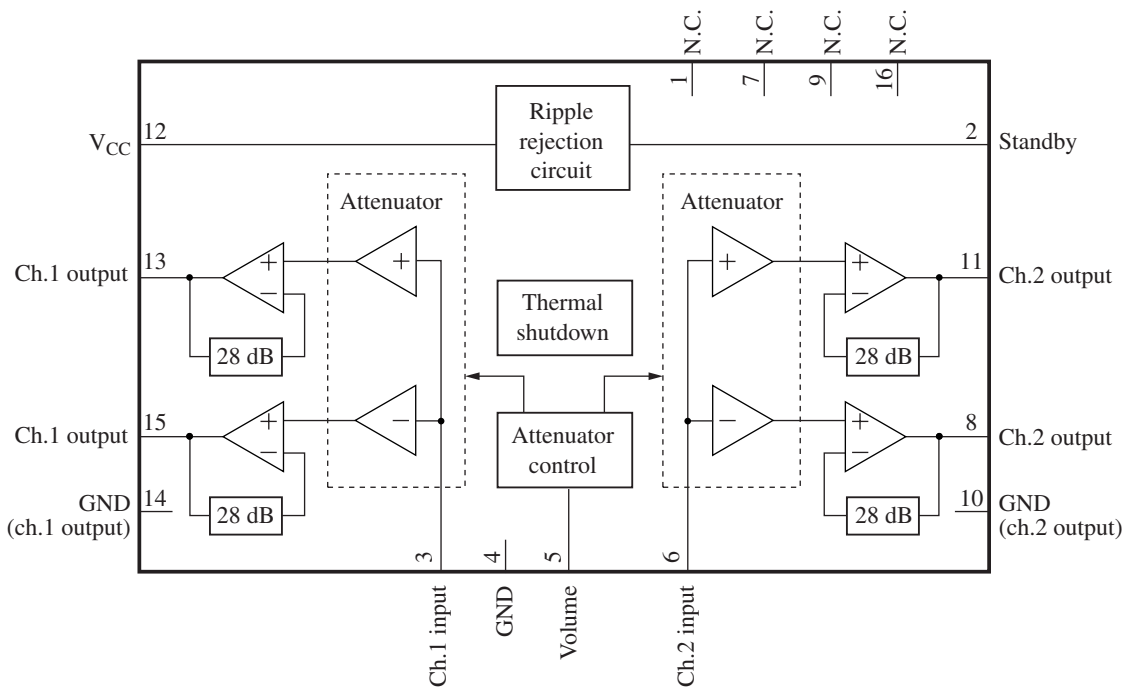 N.C.
N.C.
N.C.
N.C.
1
7
9
16
V_CC
12
Ripple
rejection
circuit
2
Standby
Attenuator
Attenuator
Ch.1 output
13
+
−
+
+
+
−
11
Ch.2 output
28 dB
Thermal
shutdown
28 dB
Ch.1 output
15
+
−
−
Attenuator
control
−
+
−
8
Ch.2 output
GND
(ch.1 output)
14
28 dB
28 dB
10
GND
(ch.2 output)
3
4
5
6
Ch.1 input
GND
Volume
Ch.2 input